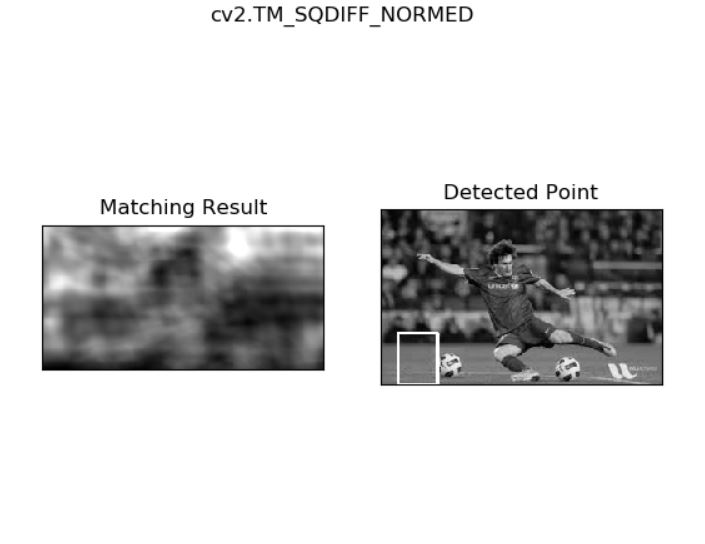 cv2.TM_SQDIFF_NORMED
Matching Result
Detected Point
unicef